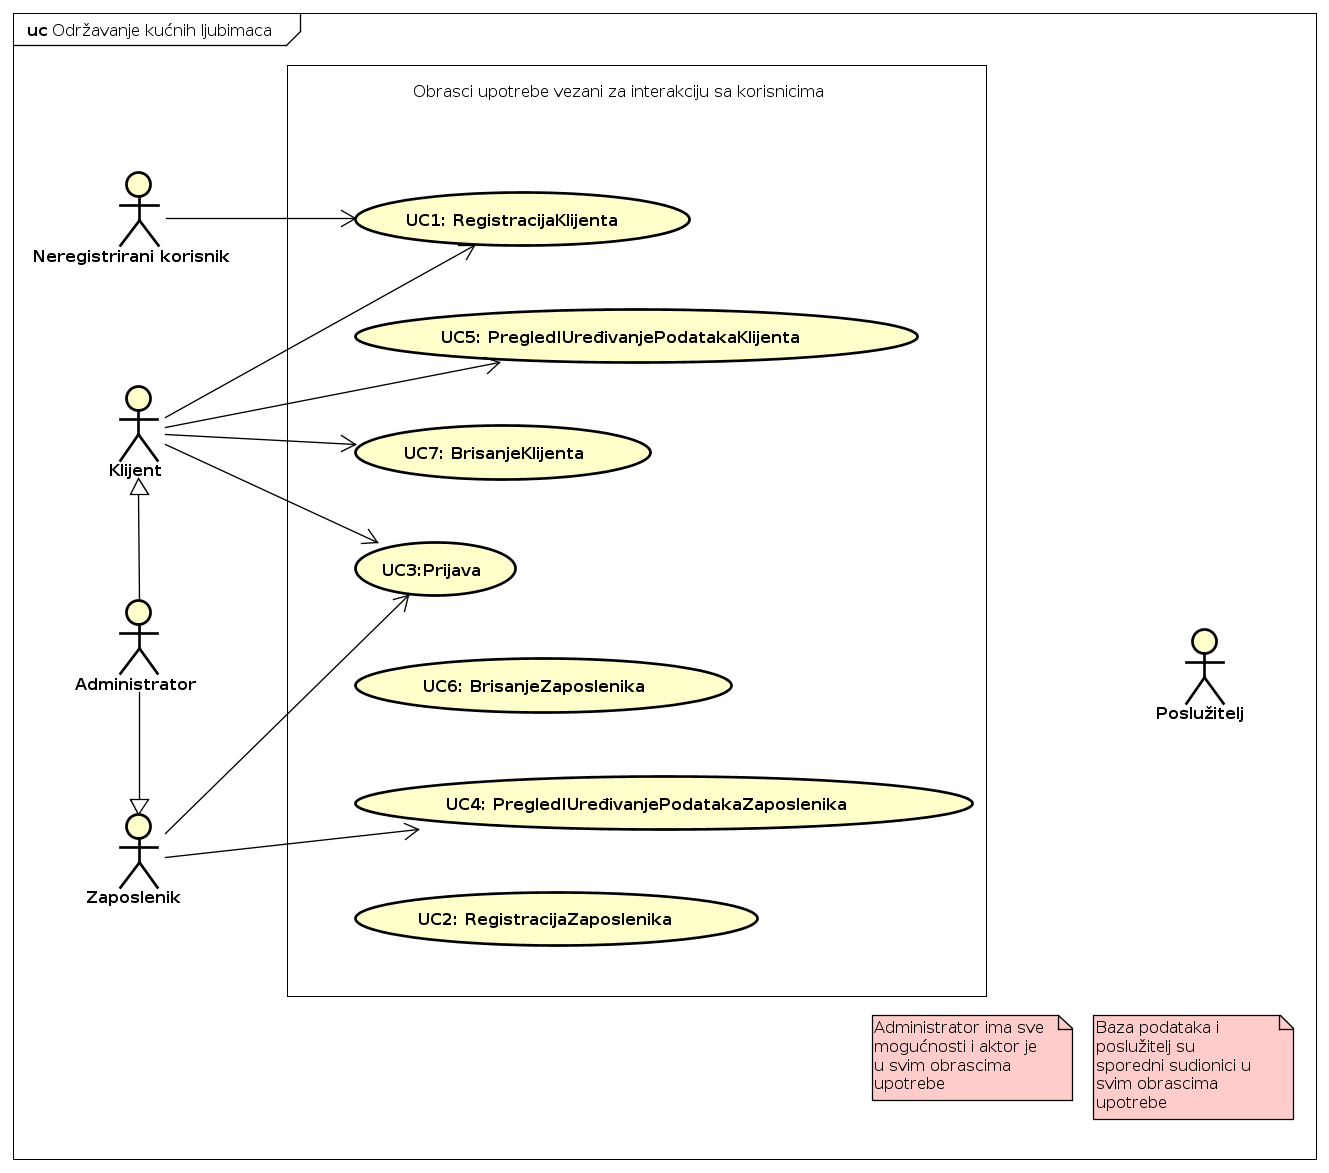 uc Održavanje kućnih ljubimaca
Obrasci upotrebe vezani za interakciju sa korisnicima
UC1: RegistracijaKlijenta
Neregistrirani korisnik
UC5: PregledIUređivanjePodatakaKlijenta
UC7: BrisanjeKlijenta
Klijent
UC3:Prijava
UC6: BrisanjeZaposlenika
Administrator
Poslužitelj
UC4: PregledIUređivanjePodatakaZaposlenika
Zaposlenik
UC2: RegistracijaZaposlenika
Administrator ima sve
mogućnosti i aktor je
u svim obrascima
upotrebe
Baza podataka i
poslužitelj su
sporedni sudionici u
svim obrascima
upotrebe